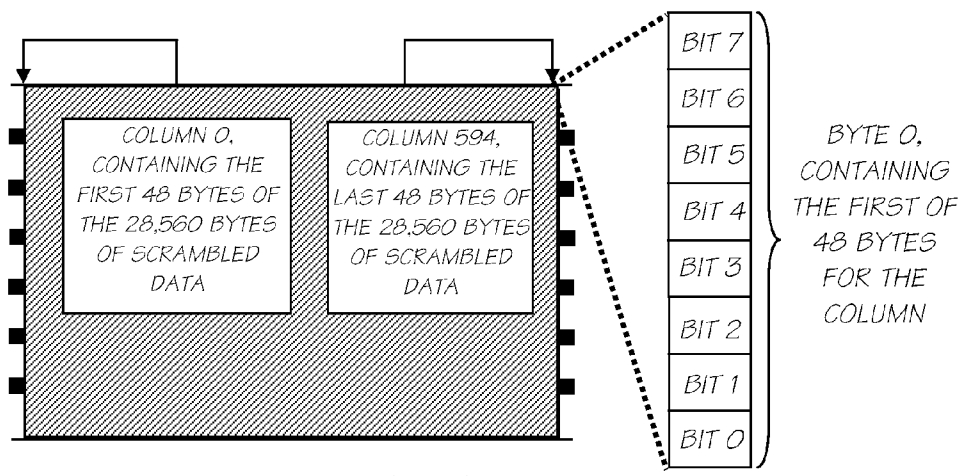 COLUMN 0,
CONTAINING THE
FIRST 48 BYTES OF
THE 28,560 BYTES
OF SCRAMBLED
DATA
COLUMN 594,
CONTAINING THE
LAST 48 BYTES OF
THE 28,560 BYTES
OF SCRAMBLED
DATA
BIT 7
BIT 6
BIT 5
BIT 4
BIT 3
BIT 2
BIT 1
BIT 0
BYTE 0,
CONTAINING
THE FIRST OF
48 BYTES
FOR THE
COLUMN